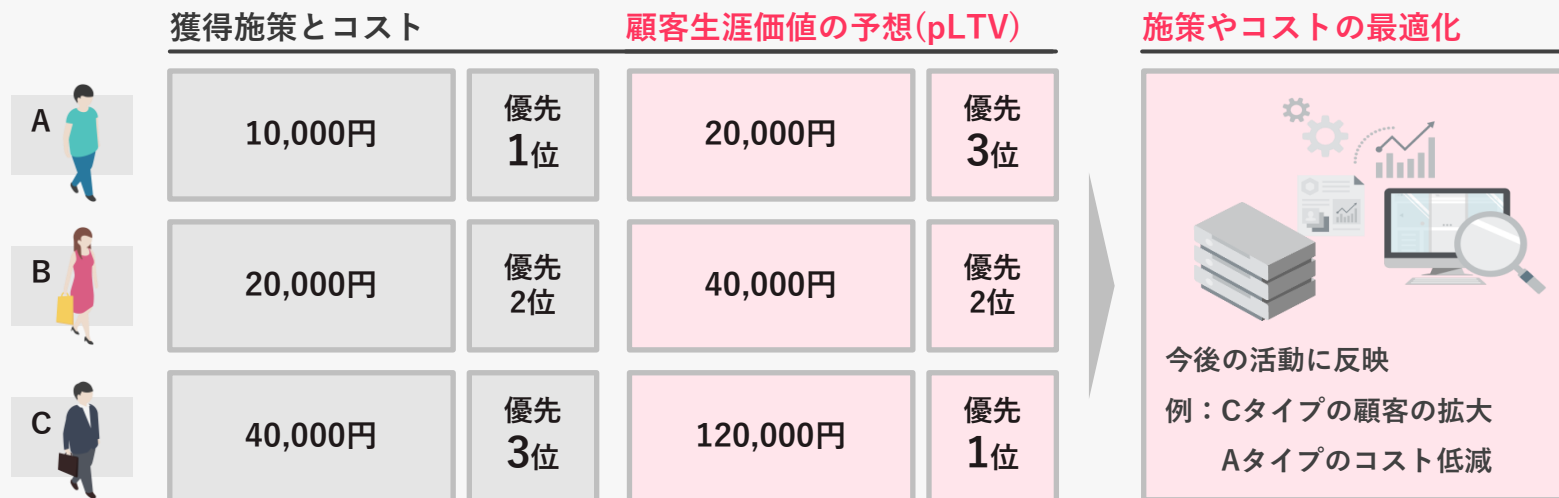 獲得施策とコスト
顧客生涯価値の予想(pLTV)
施策やコストの最適化
A
10,000円
優先
1位
20,000円
優先
3位
B
20,000円
優先
2位
40,000円
優先
2位
C
40,000円
優先
3位
120,000円
優先
1位
今後の活動に反映
例：Cタイプの顧客の拡大
Aタイプのコスト低減